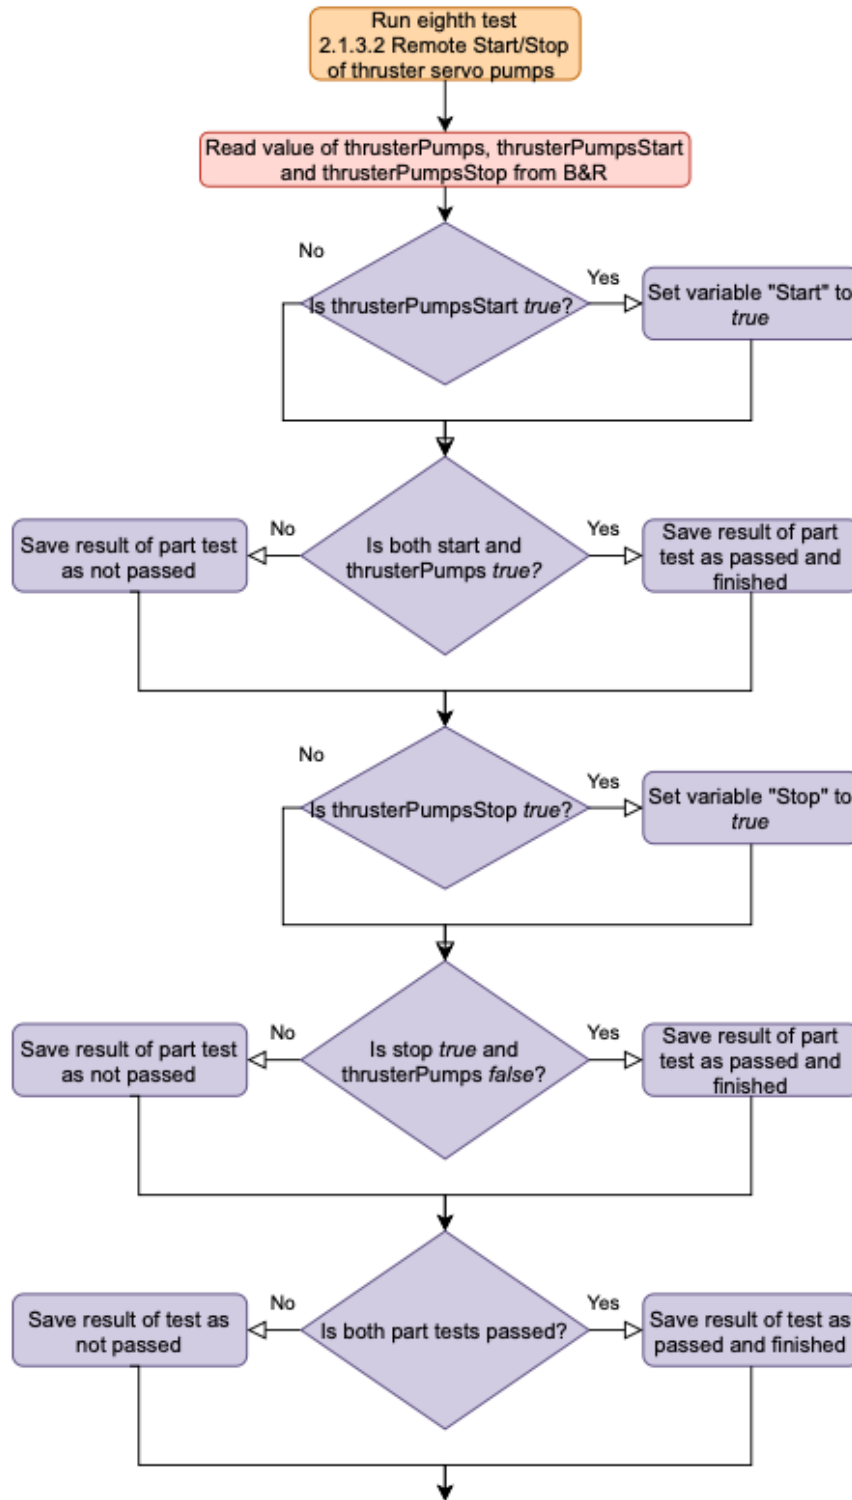 Run eighth test
2.1.3.2 Remote Start/Stop
of thruster servo pumps
Read value of thrusterPumps, thrusterPumpsStart
and thrusterPumpsStop from B&R
No
Is thrusterPumpsStart true?
Yes
Set variable "Start" to
true
Save result of part test
as not passed
No
Is both start and
thrusterPumps true?
Yes
Save result of part
test as passed and
finished
No
Is thrusterPumpsStop true?
Yes
Set variable "Stop" to
true
Save result of part test
as not passed
No
Is stop true and
thrusterPumps false?
Yes
Save result of part
test as passed and
finished
Save result of test as
not passed
No
Is both part tests passed?
Yes
Save result of test as
passed and finished